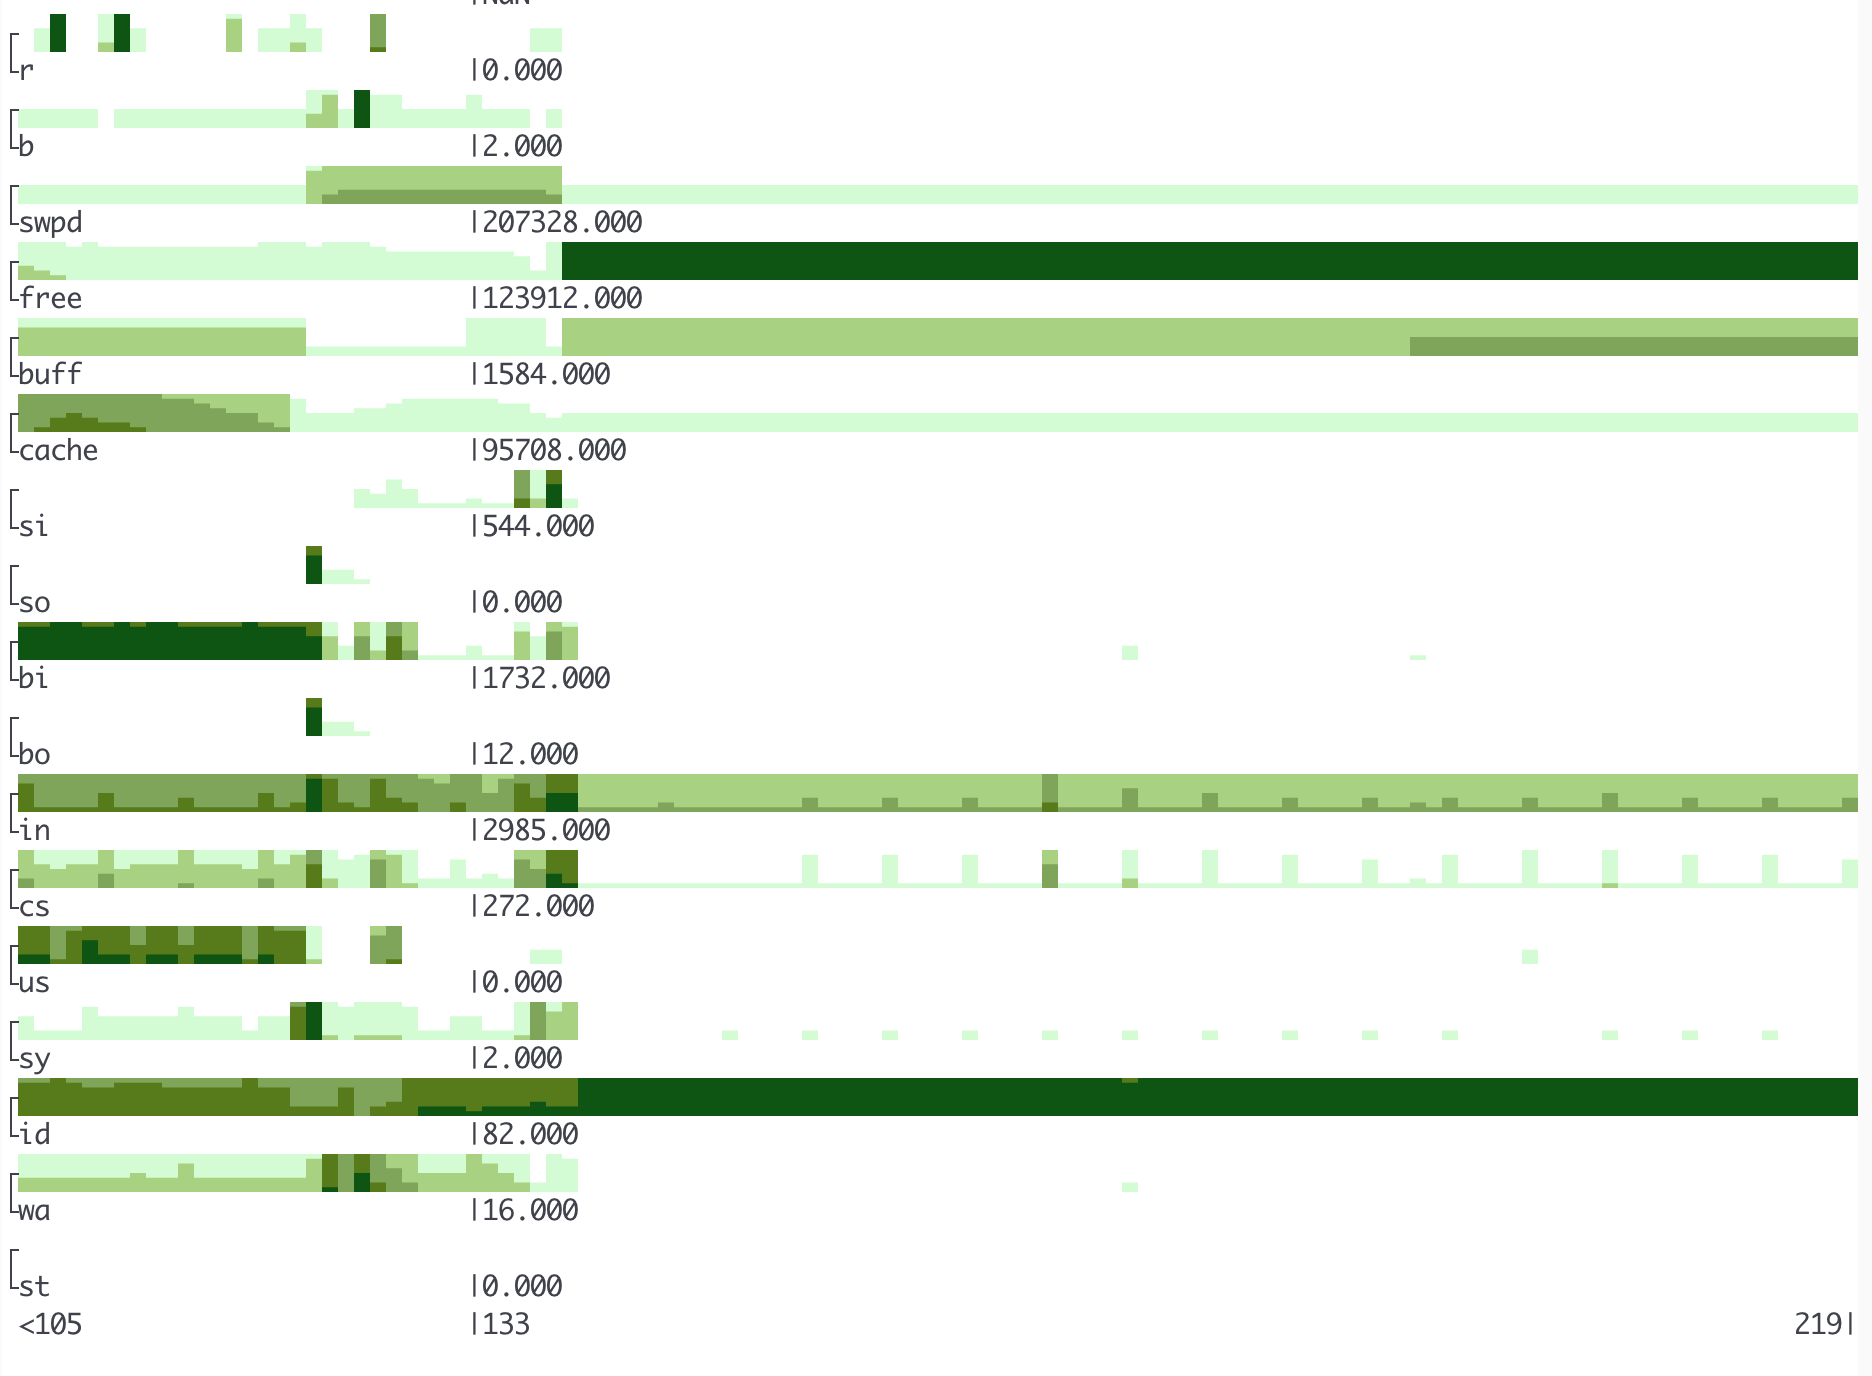 |NaN
r |0.000
b |2.000
swpd |207328.000
free |123912.000
buff |1584.000
cache |95708.000
si |544.000
so |0.000
bi |1732.000
bo |12.000
in |2985.000
cs |272.000
us |0.000
sy |2.000
id |82.000
wa |16.000
st |0.000
<105 |133 219|